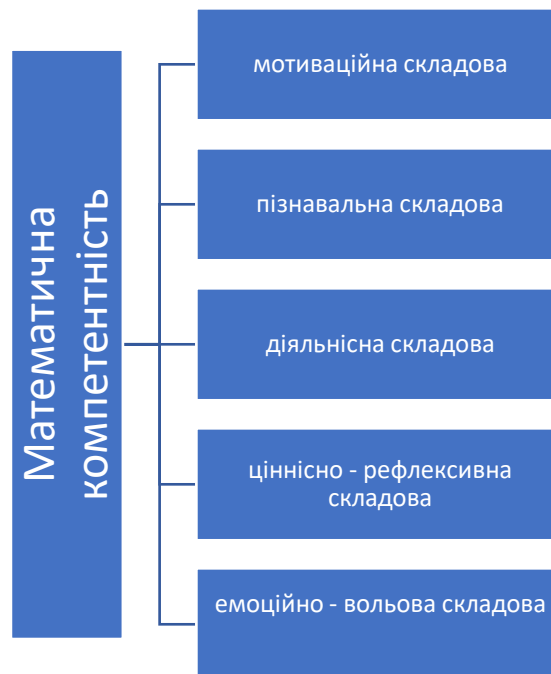 Математична
компетентність
мотиваційна складова
пізнавальна складова
діяльнісна складова
ціннісно - рефлексивна
складова
емоційно - вольова складова